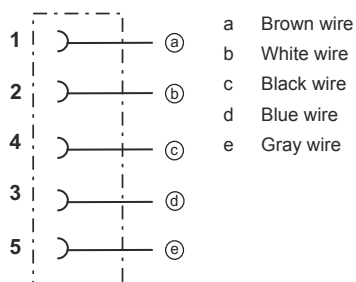 1 ⓐ
2 ⓑ
4 ⓒ
3 ⓓ
5 ⓔ
a Brown wire
b White wire
c Black wire
d Blue wire
e Gray wire